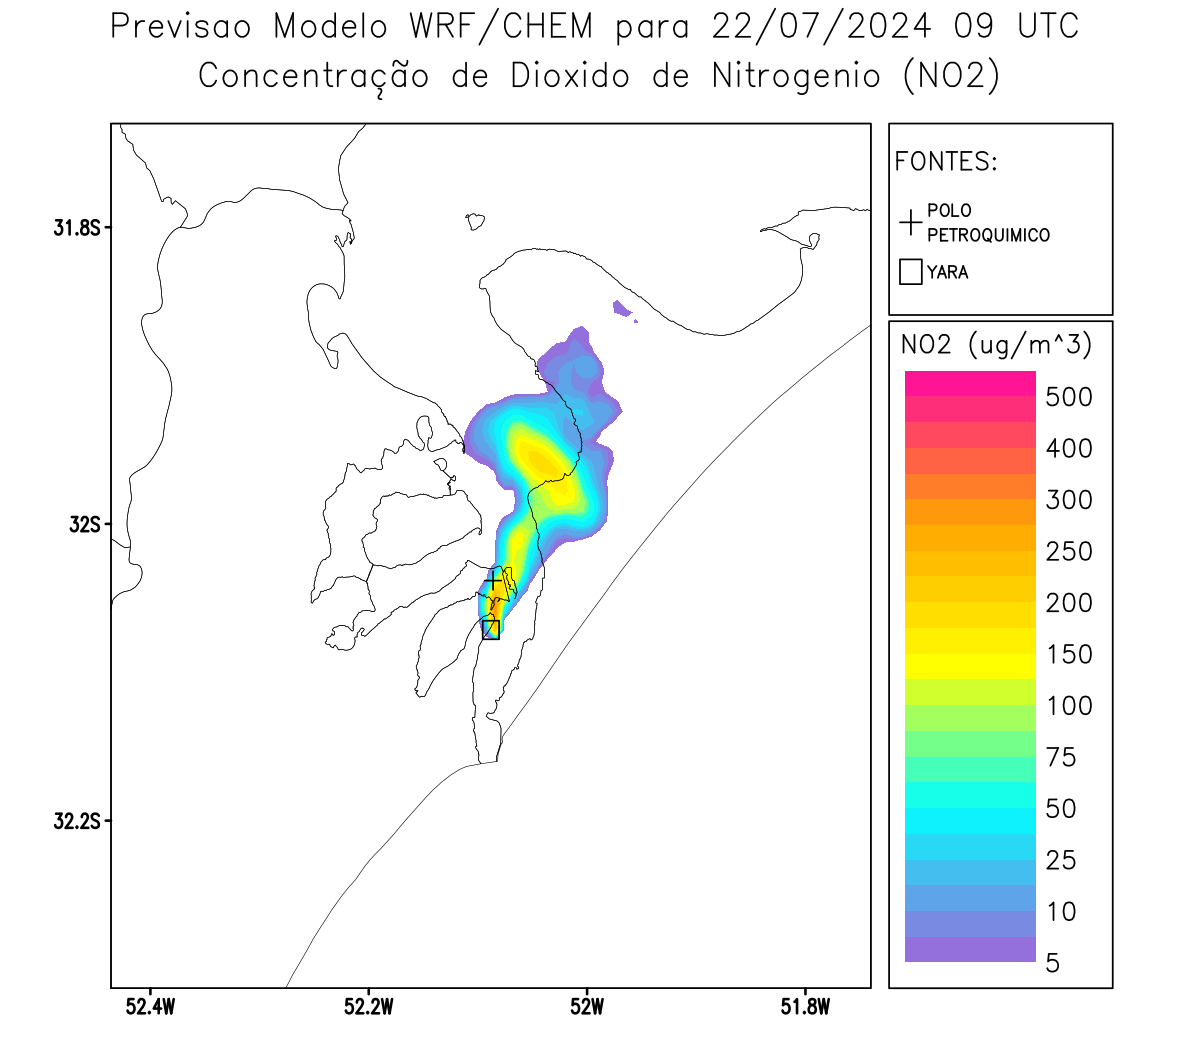 Previsao Modelo WRF/CHEM para 22/07/2024 09 UTC
Concentração de Dioxido de Nitrogenio (NO2)
FONTES:
POLO
PETROQUIMICO
YARA
NO2 (ug/m^3)
500
400
300
250
200
150
100
75
50
25
10
5
31.8S
32S
32.2S
52.4W
52.2W
52W
51.8W